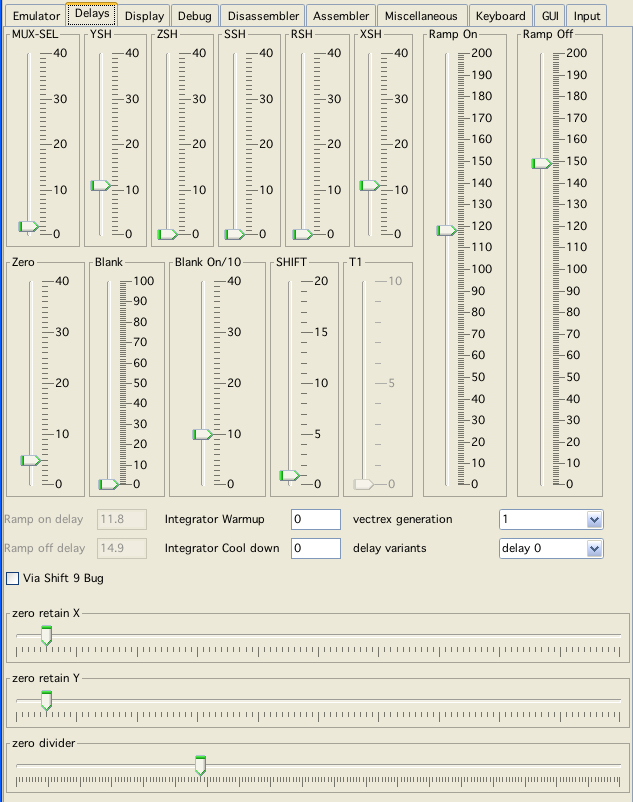 Emulator Delays Display Debug Disassembler Assembler Miscellaneous Keyboard GUI Input
MUX-SEL YSH ZSH SSH RSH XSH Ramp On Ramp Off
40 40 40 40 40 40 200 200
190 190
30 30 30 30 30 30 180 180
170 170
20 20 20 20 20 20 160 160
150 150
10 10 10 10 10 10 140 140
130 130
0 0 0 0 0 0 120 120
110 110
Zero Blank Blank On/10 SHIFT T1
40 100 40 20 10 100 100
90 90 90
30 80 30 15 80 80
70 70 70
60 60 60
20 50 20 10 5 50 50
40 40 40
10 30 10 5 30 30
20 20 20
10 10 10
0 0 0 0 0 0 0
Ramp on delay 11.8 Integrator Warmup 0 vectrex generation 1
Ramp off delay 14.9 Integrator Cool down 0 delay variants delay 0
Via Shift 9 Bug
zero retain X
zero retain Y
zero divider